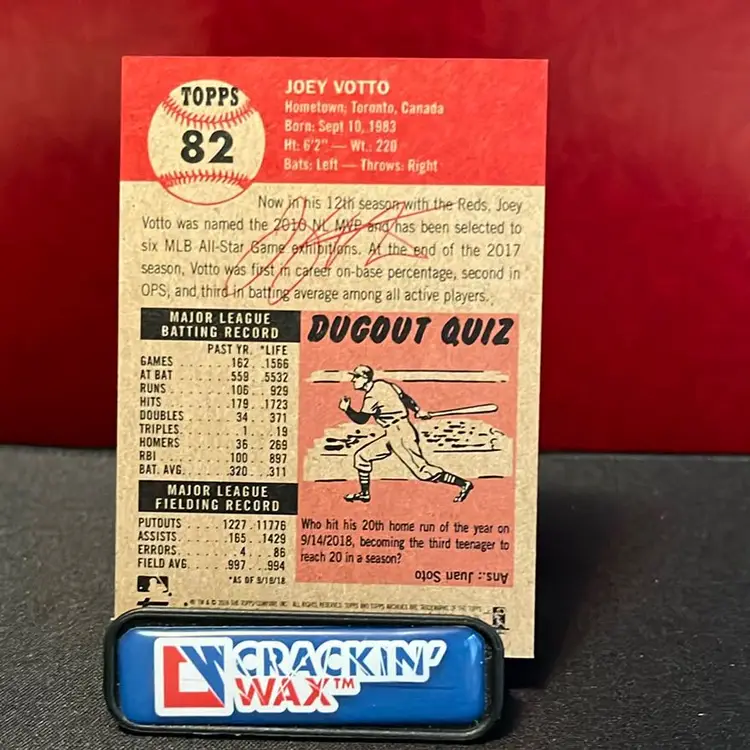 TOPPS
82
JOEY VOTTO
Hometown: Toronto, Canada
Born: Sept 10, 1983
Ht: 6'2" — Wt.: 220
Bats: Left — Throws: Right
Now in his 12th season with the Reds, Joey
Votto was named the 2010 NL MVP and has been selected to
six MLB All-Star Game exhibitions. At the end of the 2017
season, Votto was first in career on-base percentage, second in
OPS, and third in batting average among all active players.
MAJOR LEAGUE
BATTING RECORD
PAST YR. *LIFE
GAMES 162 1566
AT BAT 559 5532
RUNS 106 929
HITS 179 1723
DOUBLES 34 371
TRIPLES 1 19
HOMERS 36 269
RBI 100 897
BAT. AVG. .320 .311
MAJOR LEAGUE
FIELDING RECORD
PUTOUTS 1227 11776
ASSISTS 165 1429
ERRORS 4 86
FIELD AVG. .997 .994
*AS OF 9/18/18
DUGOUT QUIZ
Who hit his 20th home run of the year on
9/14/2018, becoming the third teenager to
reach 20 in a season?
Ans.: Juan Soto
CRACKIN'
WAX™